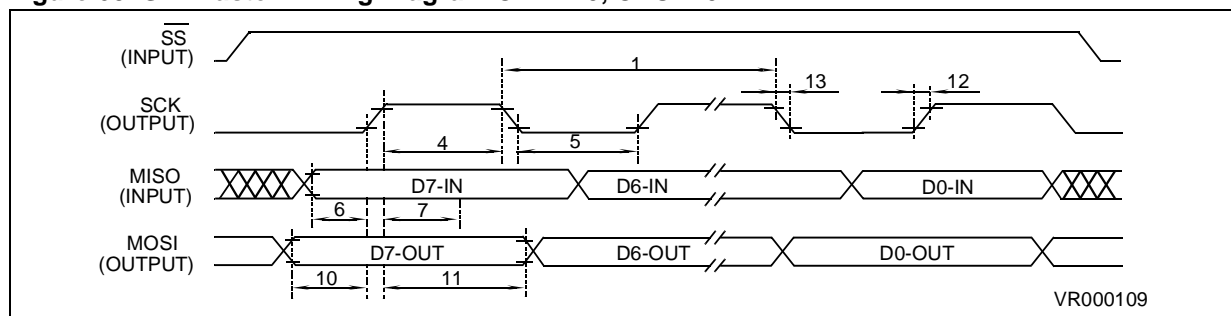 SS
(INPUT)
1
13
12
SCK
(OUTPUT)
4
5
MISO
(INPUT)
D7-IN
D6-IN
D0-IN
6
7
MOSI
(OUTPUT)
D7-OUT
D6-OUT
D0-OUT
10
11
VR000109